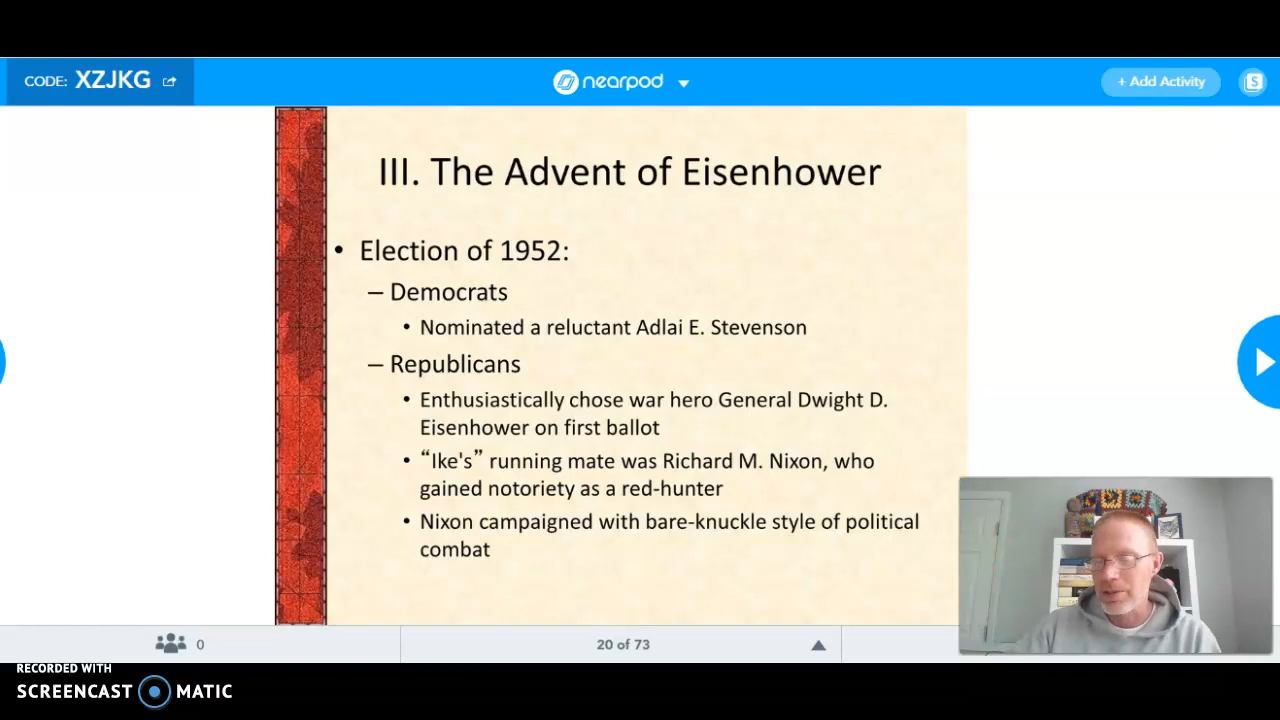 CODE: XZJKG
nearpod
+ Add Activity
S
III. The Advent of Eisenhower
• Election of 1952:
– Democrats
• Nominated a reluctant Adlai E. Stevenson
– Republicans
• Enthusiastically chose war hero General Dwight D.
Eisenhower on first ballot
• “Ike's” running mate was Richard M. Nixon, who
gained notoriety as a red-hunter
• Nixon campaigned with bare-knuckle style of political
combat
0
20 of 73
RECORDED WITH
SCREENCAST MATIC